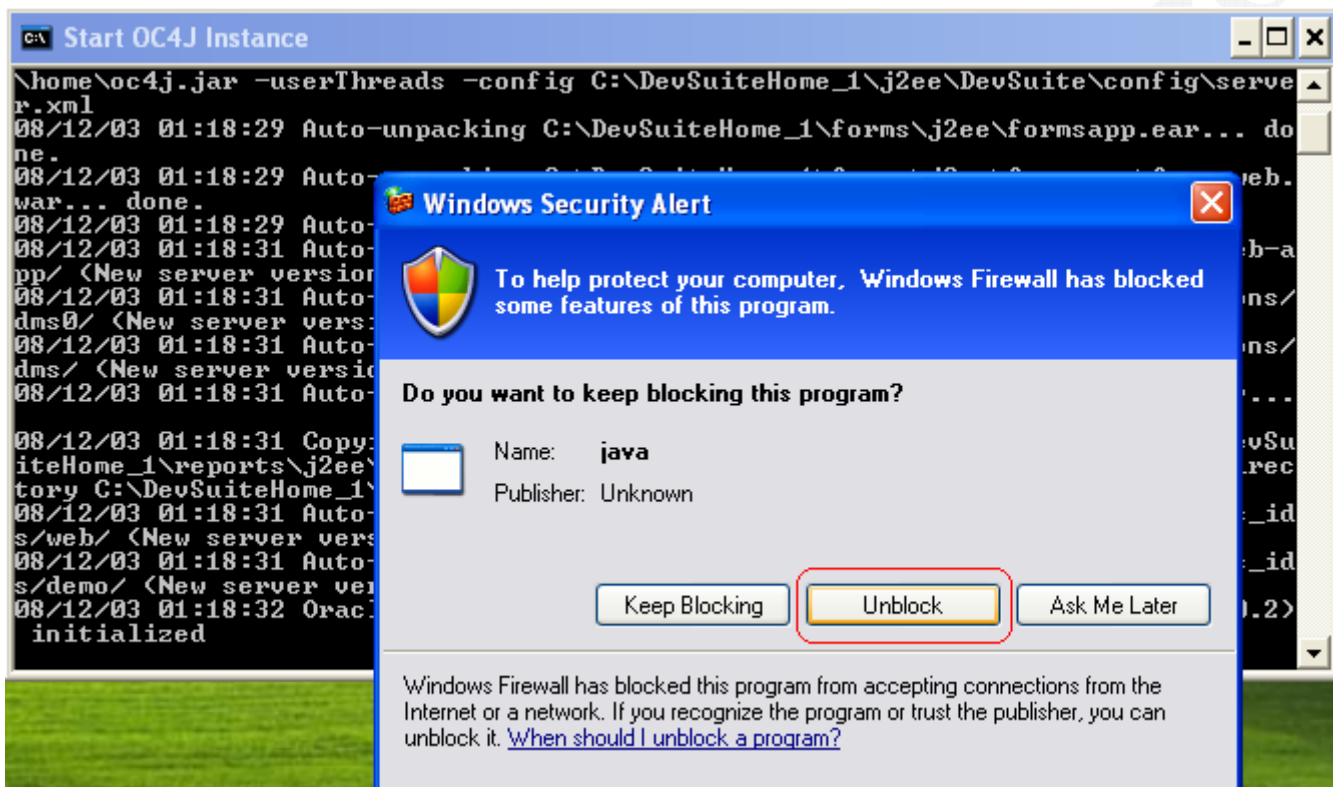 Start OC4J Instance
\home\oc4j.jar -userThreads -config C:\DevSuiteHome_1\j2ee\DevSuite\config\serve
r.xml
08/12/03 01:18:29 Auto-unpacking C:\DevSuiteHome_1\forms\j2ee\formsapp.ear... do
ne.
08/12/03 01:18:29 Auto-
war... done.
08/12/03 01:18:29 Auto-
08/12/03 01:18:31 Auto-
pp/ (New server version
08/12/03 01:18:31 Auto-
dms0/ (New server
08/12/03 01:18:31 Auto-
dms/ (New server
08/12/03 01:18:31 Auto-
08/12/03 01:18:31
iteHome_1\reports\j2ee\
tory C:\DevSuiteHome_1\
08/12/03 01:18:31 Auto-
s/web/ (New server
08/12/03 01:18:31 Auto-
s/demo/ (New server
08/12/03 01:18:32
initialized
Windows Security Alert
To help protect your computer, Windows Firewall has blocked
some features of this program.
Do you want to keep blocking this program?
Name: java
Publisher: Unknown
Keep Blocking Unblock Ask Me Later
Windows Firewall has blocked this program from accepting connections from the
Internet or a network. If you recognize the program or trust the publisher, you can
unblock it. When should I unblock a program?